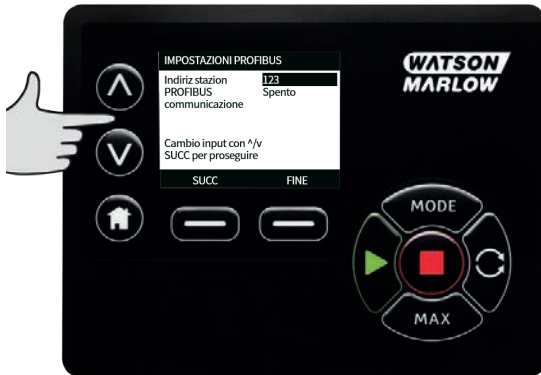 IMPOSTAZIONI PROFIBUS
Indiriz stazion 123
PROFIBUS Spento
communicazione
Cambio input con ^/v
SUCC per proseguire
SUCC FINE
WATSON
MARLOW
MODE
MAX